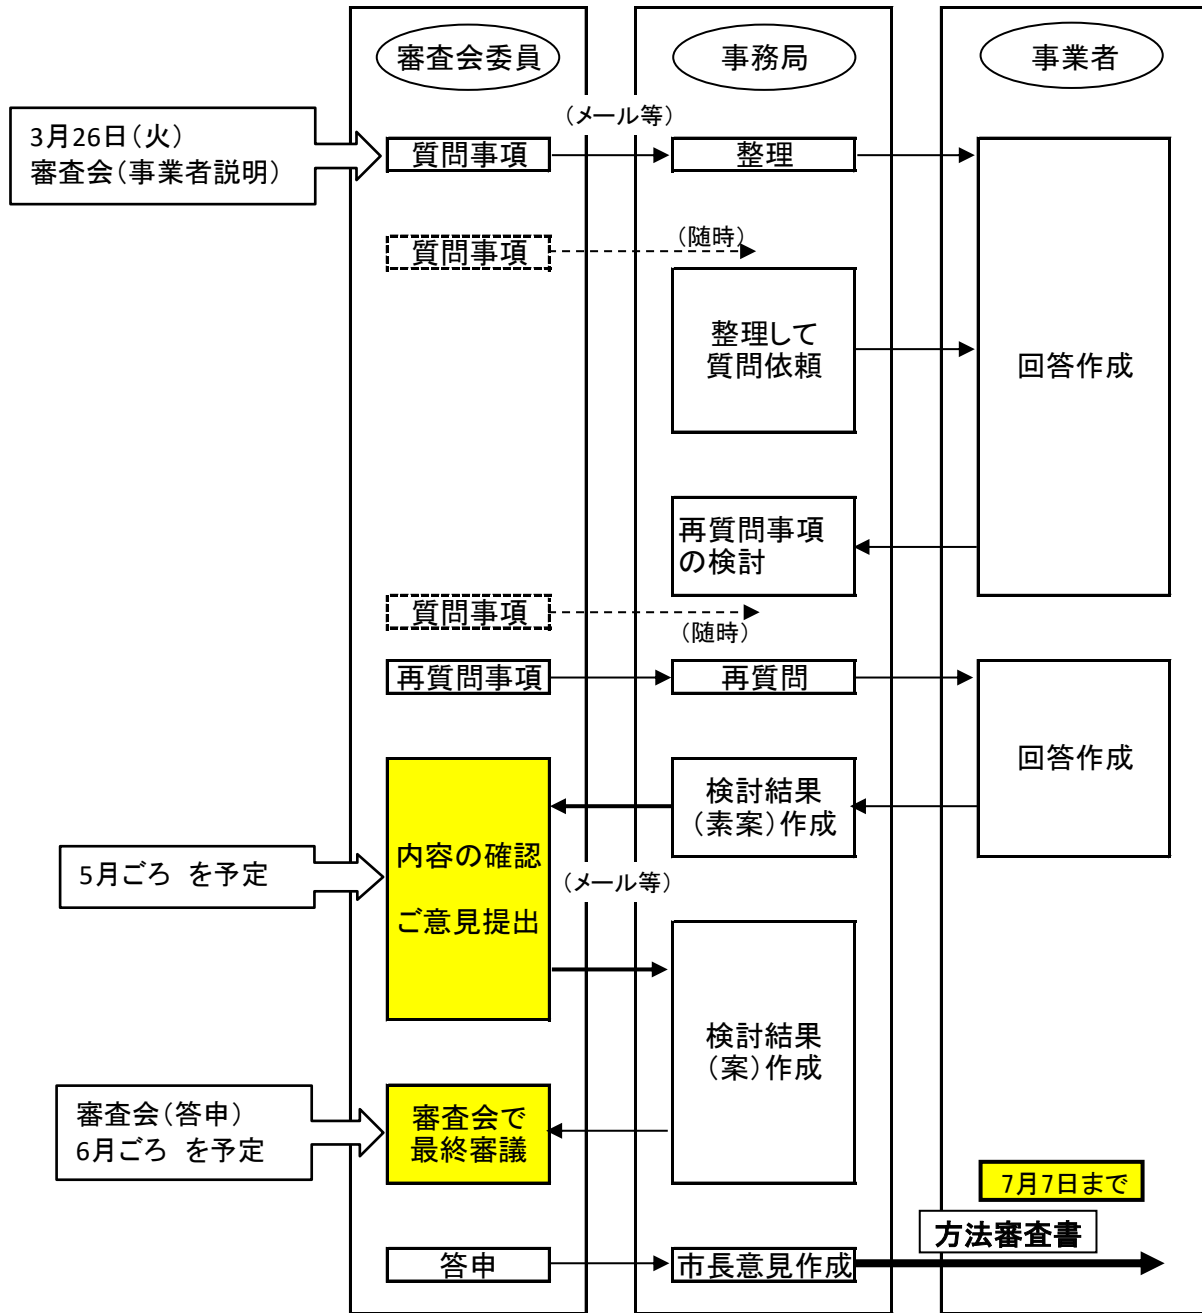 審査会委員
事務局
事業者
3月26日(火)
審査会(事業者説明)
(メール等)
質問事項
整理
質問事項
(随時)
整理して
質問依頼
回答作成
再質問事項
の検討
質問事項
(随時)
再質問事項
再質問
回答作成
検討結果
(素案)作成
5月ごろ を予定
内容の確認
ご意見提出
(メール等)
検討結果
(案)作成
審査会(答申)
6月ごろ を予定
審査会で
最終審議
7月7日まで
方法審査書
答申
市長意見作成